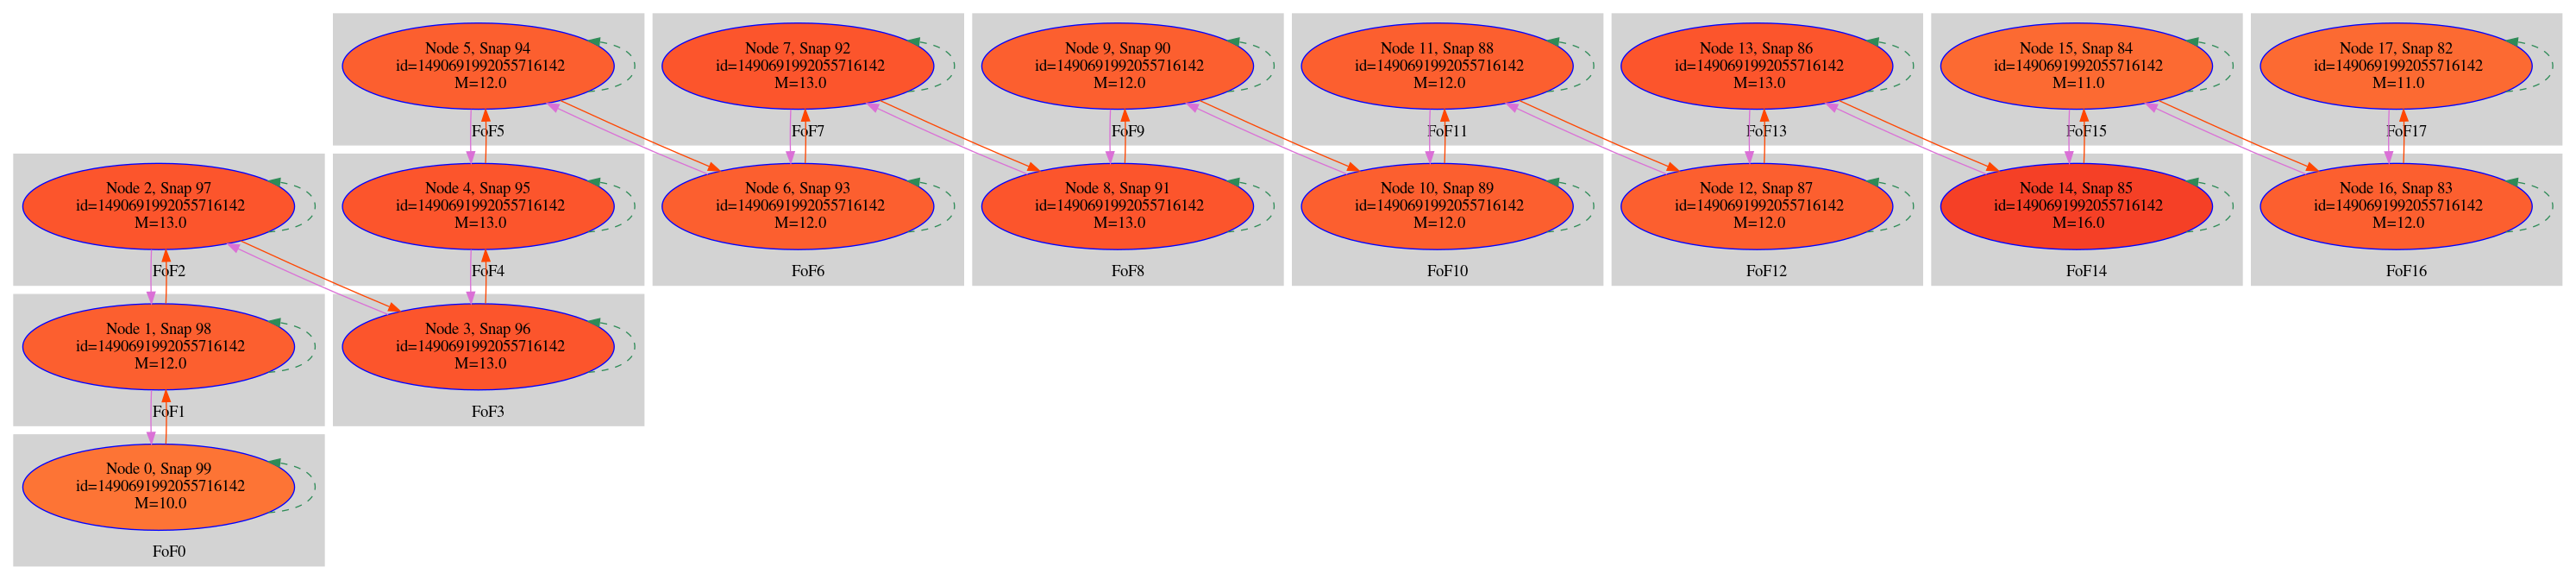 Node 5, Snap 94
id=1490691992055716142
M=12.0
FoF5
Node 7, Snap 92
id=1490691992055716142
M=13.0
FoF7
Node 9, Snap 90
id=1490691992055716142
M=12.0
FoF9
Node 11, Snap 88
id=1490691992055716142
M=12.0
FoF11
Node 13, Snap 86
id=1490691992055716142
M=13.0
FoF13
Node 15, Snap 84
id=1490691992055716142
M=11.0
FoF15
Node 17, Snap 82
id=1490691992055716142
M=11.0
FoF17
Node 2, Snap 97
id=1490691992055716142
M=13.0
FoF2
Node 4, Snap 95
id=1490691992055716142
M=13.0
FoF4
Node 6, Snap 93
id=1490691992055716142
M=12.0
FoF6
Node 8, Snap 91
id=1490691992055716142
M=13.0
FoF8
Node 10, Snap 89
id=1490691992055716142
M=12.0
FoF10
Node 12, Snap 87
id=1490691992055716142
M=12.0
FoF12
Node 14, Snap 85
id=1490691992055716142
M=16.0
FoF14
Node 16, Snap 83
id=1490691992055716142
M=12.0
FoF16
Node 1, Snap 98
id=1490691992055716142
M=12.0
FoF1
Node 3, Snap 96
id=1490691992055716142
M=13.0
FoF3
Node 0, Snap 99
id=1490691992055716142
M=10.0
FoF0